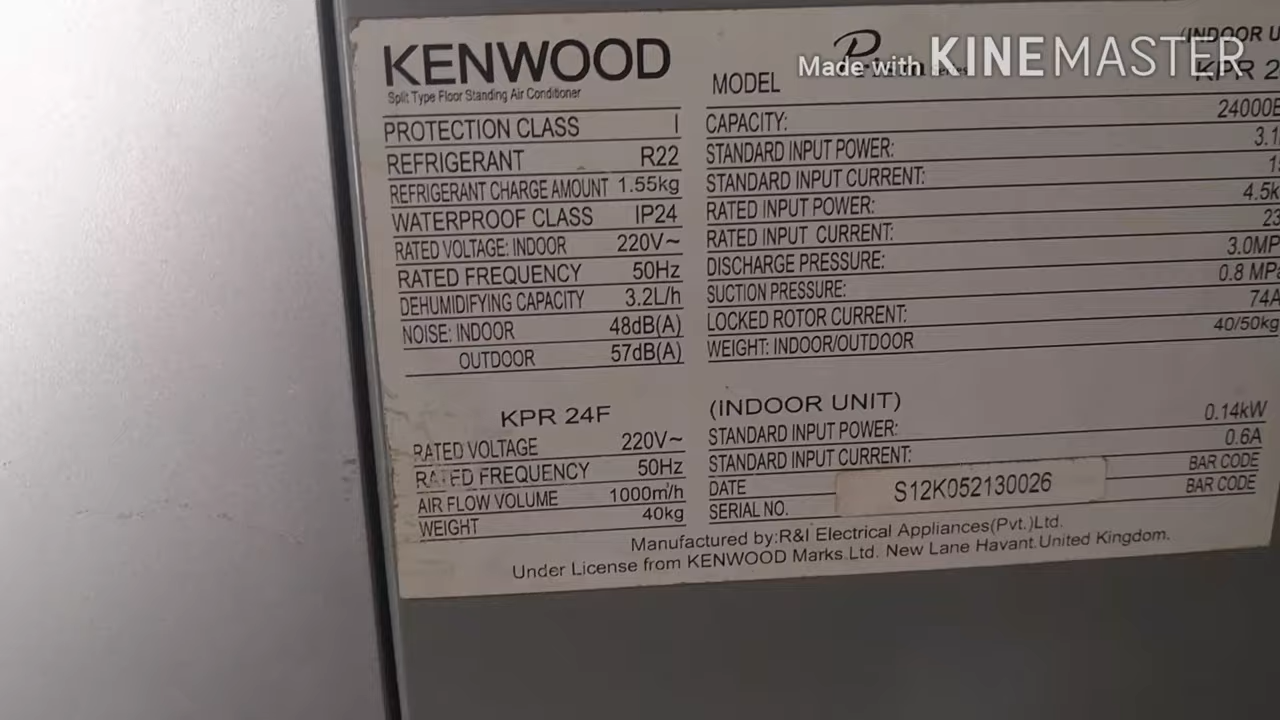 KENWOOD
Split Type Floor Standing Air Conditioner
PROTECTION CLASS I
REFRIGERANT R22
REFRIGERANT CHARGE AMOUNT 1.55kg
WATERPROOF CLASS IP24
RATED VOLTAGE: INDOOR 220V~
RATED FREQUENCY 50Hz
DEHUMIDIFYING CAPACITY 3.2L/h
NOISE: INDOOR 48dB(A)
OUTDOOR 57dB(A)
(INDOOR U
Made with KINEMASTER
MODEL KPR 2
CAPACITY: 24000
STANDARD INPUT POWER: 3.1
STANDARD INPUT CURRENT:
RATED INPUT POWER: 4.5k
RATED INPUT CURRENT: 23
DISCHARGE PRESSURE: 3.0MP
SUCTION PRESSURE: 0.8 MPa
LOCKED ROTOR CURRENT: 74A
WEIGHT: INDOOR/OUTDOOR 40/50kg
KPR 24F
RATED VOLTAGE 220V~
RATED FREQUENCY 50Hz
AIR FLOW VOLUME 1000m³/h
WEIGHT 40kg
(INDOOR UNIT)
STANDARD INPUT POWER: 0.14kW
STANDARD INPUT CURRENT: 0.6A
DATE BAR CODE
S12K052130026
SERIAL NO. BAR CODE
Manufactured by:R&I Electrical Appliances(Pvt.)Ltd.
Under License from KENWOOD Marks Ltd. New Lane Havant.United Kingdom.